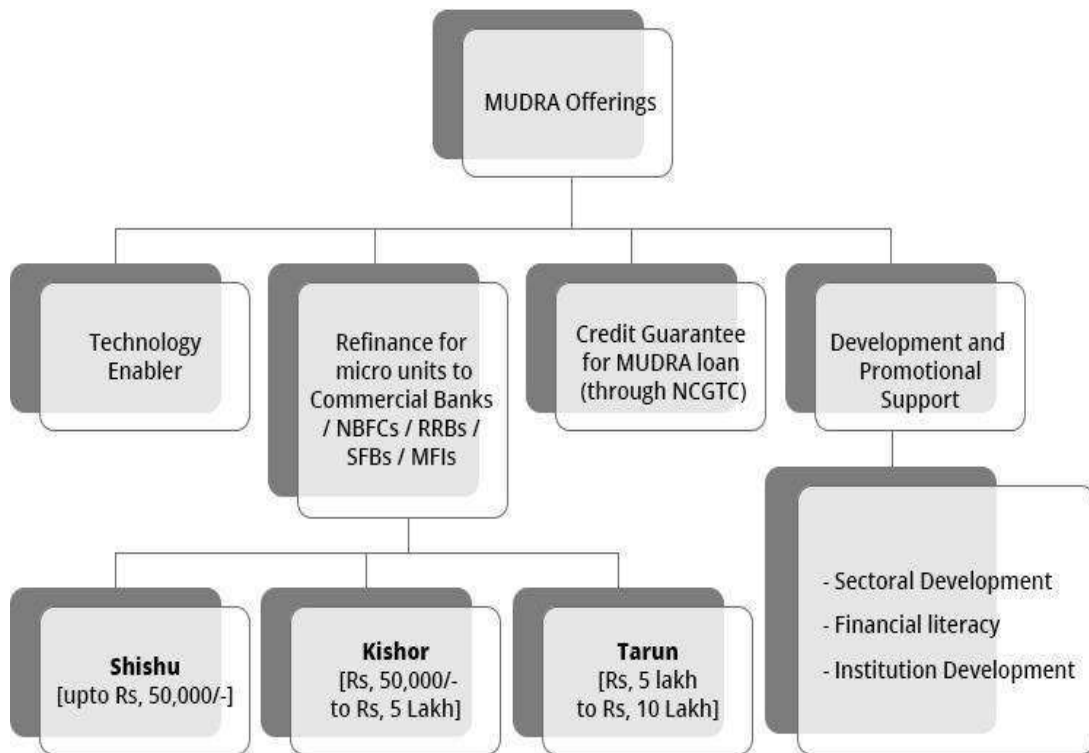 MUDRA Offerings
Technology
Enabler
Refinance for
micro units to
Commercial Banks
/ NBFCs / RRBs /
SFBs / MFIs
Credit Guarantee
for MUDRA loan
(through NCGTC)
Development and
Promotional
Support
Shishu
[upto Rs, 50,000/-]
Kishor
[Rs, 50,000/-
to Rs, 5 Lakh]
Tarun
[Rs, 5 lakh
to Rs, 10 Lakh]
- Sectoral Development
- Financial literacy
- Institution Development